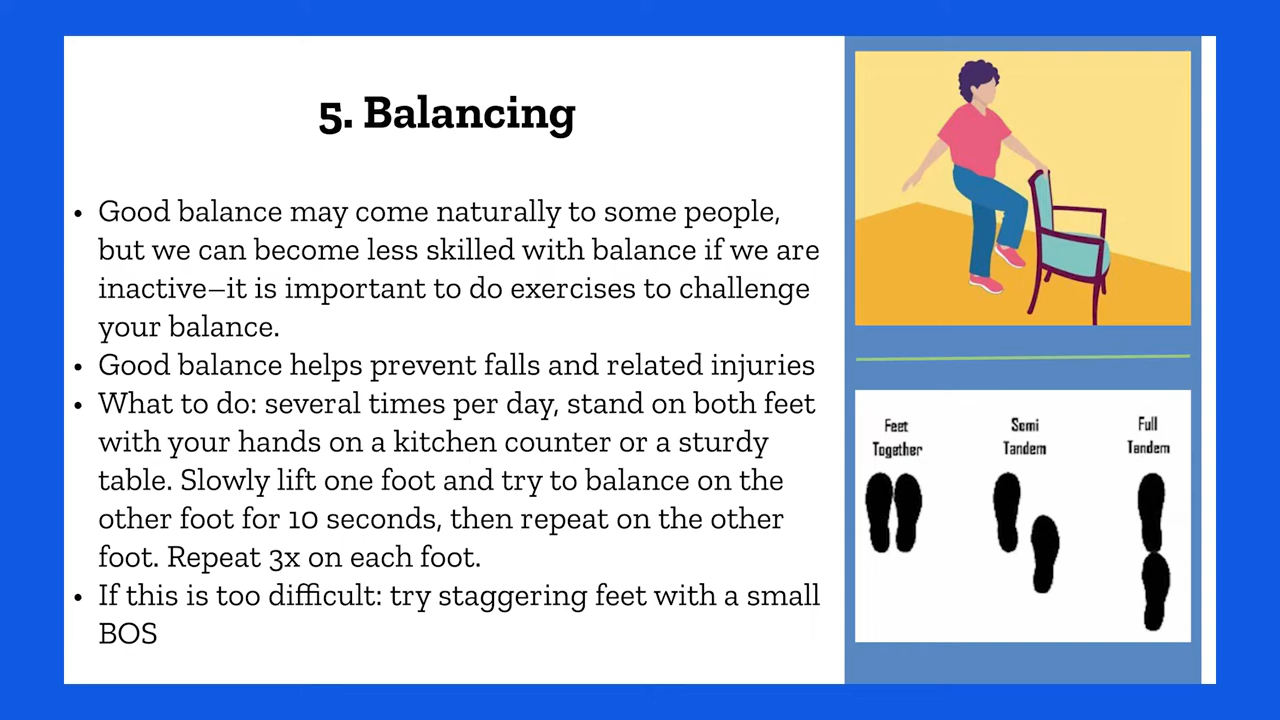 5. Balancing
• Good balance may come naturally to some people,
but we can become less skilled with balance if we are
inactive–it is important to do exercises to challenge
your balance.
• Good balance helps prevent falls and related injuries
• What to do: several times per day, stand on both feet
with your hands on a kitchen counter or a sturdy
table. Slowly lift one foot and try to balance on the
other foot for 10 seconds, then repeat on the other
foot. Repeat 3x on each foot.
• If this is too difficult: try staggering feet with a small
BOS
Feet
Together
Semi
Tandem
Full
Tandem